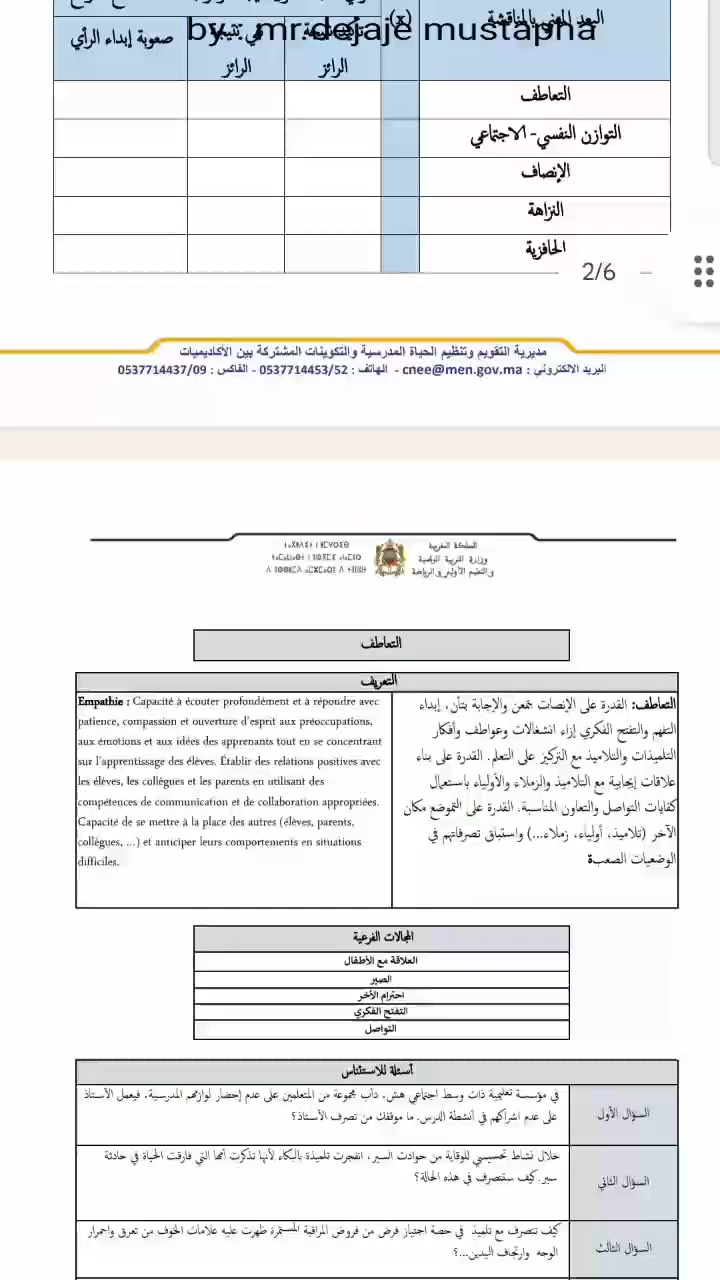 البعد المعني بالمناقشة
(x)
by: mr.dejaje mustapha
الرائز
الرائز
صعوبة إبداء الرأي
التعاطف
التوازن النفسي- الاجتماعي
الإنصاف
النزاهة
الحافزية
2/6
مديرية التقويم وتنظيم الحياة المدرسية والتكوينات المشتركة بين الأكاديميات
البريد الالكتروني : cnee@men.gov.ma - الهاتف : 0537714453/52 - الفاكس : 0537714437/09
المملكة المغربية
وزارة التربية الوطنية
و التعليم الأولي و الرياضة
التعاطف
التعريف
التعاطف: القدرة على الإنصات بتمعن والإجابة بتأن، إبداء
التفهم والتفتح الفكري إزاء انشغالات وعواطف وأفكار
التلميذات والتلاميذ مع التركيز على التعلم. القدرة على بناء
علاقات إيجابية مع التلاميذ والزملاء والأولياء باستعمال
كفايات التواصل والتعاون المناسبة. القدرة على التموضع مكان
الآخر (تلاميذ، أولياء، زملاء...) واستباق تصرفاتهم في
الوضعيات الصعبة
Empathie : Capacité à écouter profondément et à répondre avec
patience, compassion et ouverture d'esprit aux préoccupations,
aux émotions et aux idées des apprenants tout en se concentrant
sur l'apprentissage des élèves. Établir des relations positives avec
les élèves, les collègues et les parents en utilisant des
compétences de communication et de collaboration appropriées.
Capacité de se mettre à la place des autres (élèves, parents,
collègues, ...) et anticiper leurs comportements en situations
difficiles.
المجالات الفرعية
العلاقة مع الأطفال
الصبر
احترام الأخر
التفتح الفكري
التواصل
أسئلة للاستئناس
السؤال الأول
في مؤسسة تعليمية ذات وسط اجتماعي هش، دأب مجموعة من المتعلمين على عدم إحضار لوازمهم المدرسية، فيعمل الأستاذ
على عدم اشراكهم في أنشطة الدرس. ما موقفك من تصرف الأستاذ؟
السؤال الثاني
خلال نشاط تحسيسي للوقاية من حوادث السير، انفجرت تلميذة بالبكاء لأنها تذكرت أمها التي فارقت الحياة في حادثة
سير. كيف ستتصرف في هذه الحالة؟
السؤال الثالث
كيف تتصرف مع تلميذ في حصة اجتياز فرض من فروض المراقبة المستمرة ظهرت عليه علامات الخوف من تعرق واحمرار
الوجه وارتجاف اليدين...؟